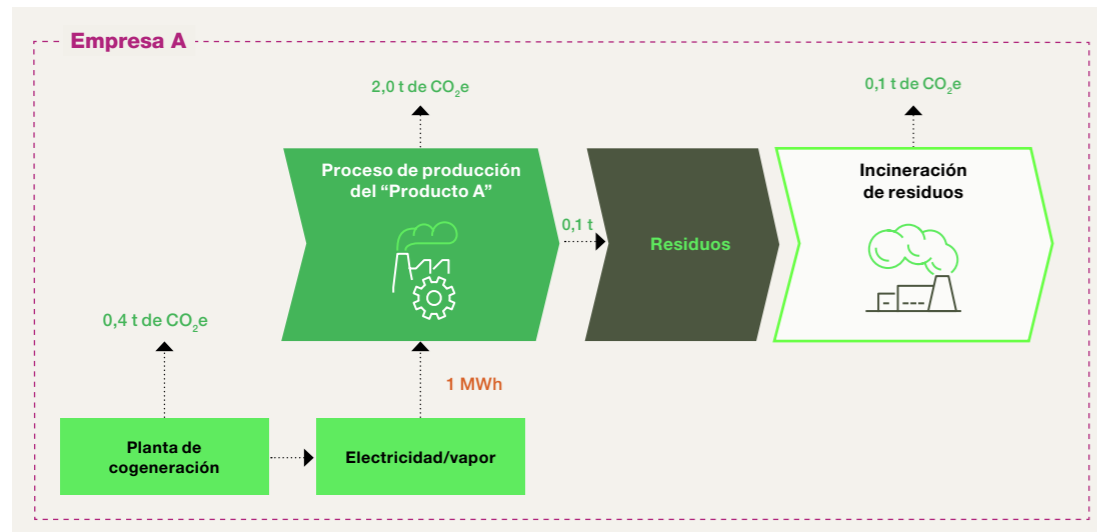 Empresa A
2,0 t de CO₂e
0,1 t de CO₂e
Proceso de producción
del “Producto A”
Incineración
de residuos
0,1 t
Residuos
0,4 t de CO₂e
1 MWh
Planta de
cogeneración
Electricidad/vapor